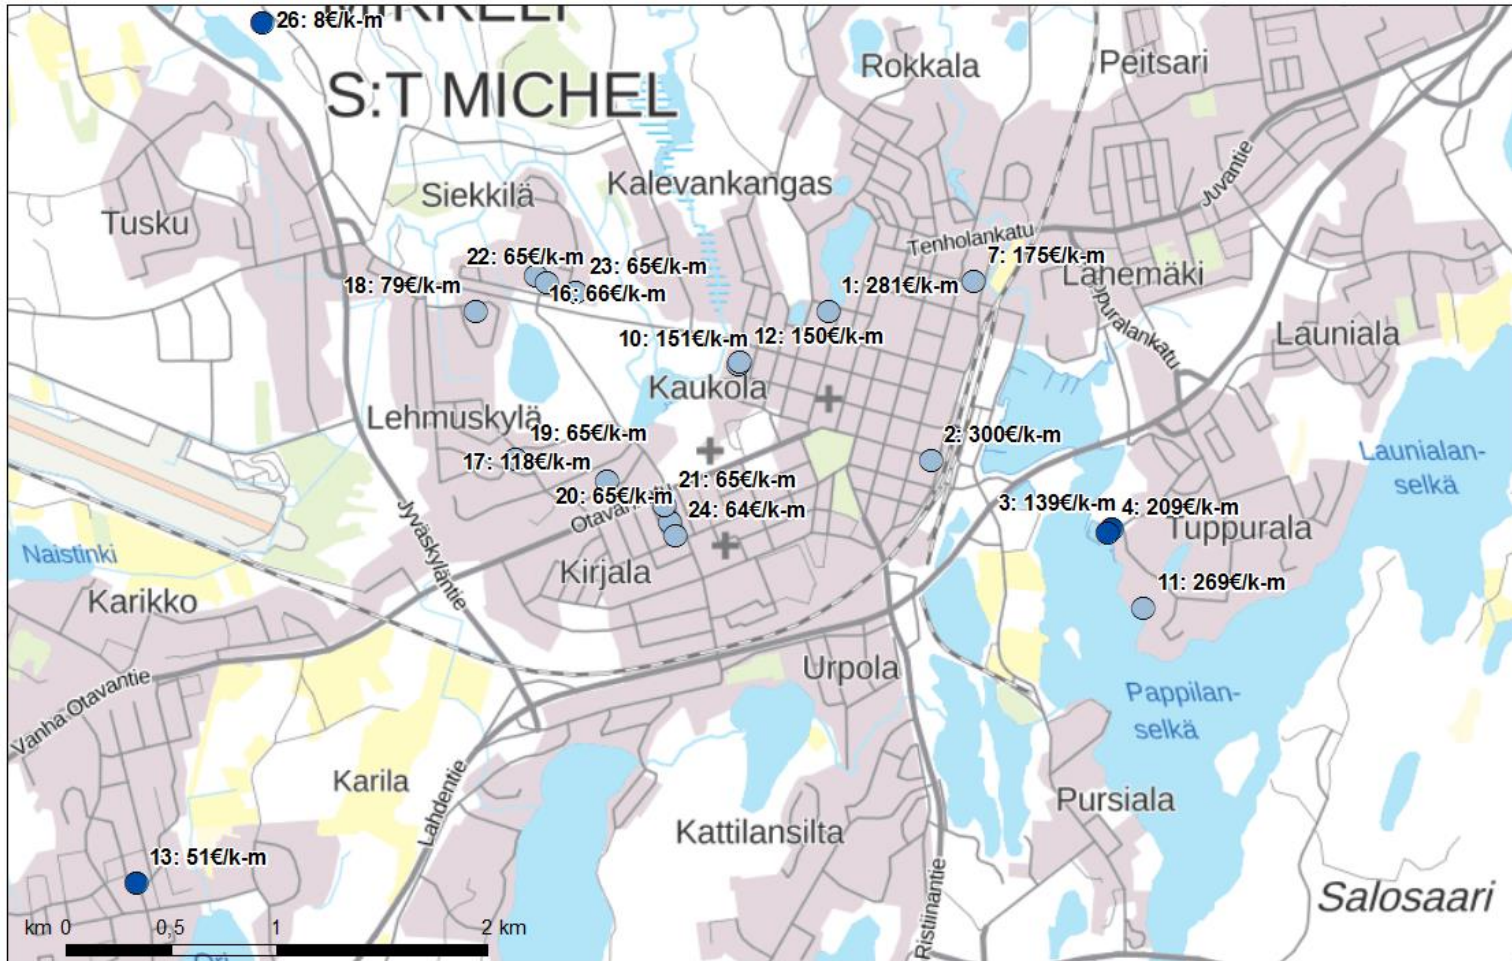 MIKKELI
26: 8€/k-m
S:T MICHEL
Rokkala
Peitsari
Juvantie
Siekkilä
Kalevankangas
Tusku
Tenholankatu
22: 65€/k-m
23: 65€/k-m
7: 175€/k-m
18: 79€/k-m
16: 66€/k-m
1: 281€/k-m
Lähemäki
10: 151€/k-m
12: 150€/k-m
Launiala
Kaukola
Lehmuskylä
19: 65€/k-m
2: 300€/k-m
Launialan-
selkä
17: 118€/k-m
21: 65€/k-m
20: 65€/k-m
24: 64€/k-m
3: 139€/k-m
4: 209€/k-m
Tuppurala
Jyväskyläntie
Naistinki
Kirjala
11: 269€/k-m
Karikko
Urpola
Vanha Otavantie
Pappilan-
selkä
Karila
Lahdentie
Pursiala
Kattilansilta
13: 51€/k-m
Ristiinantie
Salosaari
km 0 0,5 1 2 km